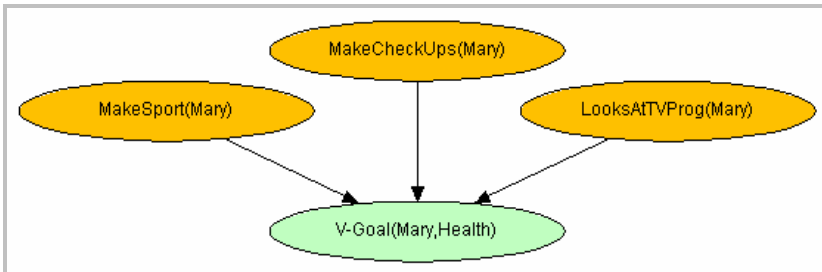 MakeCheckUps(Mary)
MakeSport(Mary)
LooksAtTVProg(Mary)
V-Goal(Mary,Health)